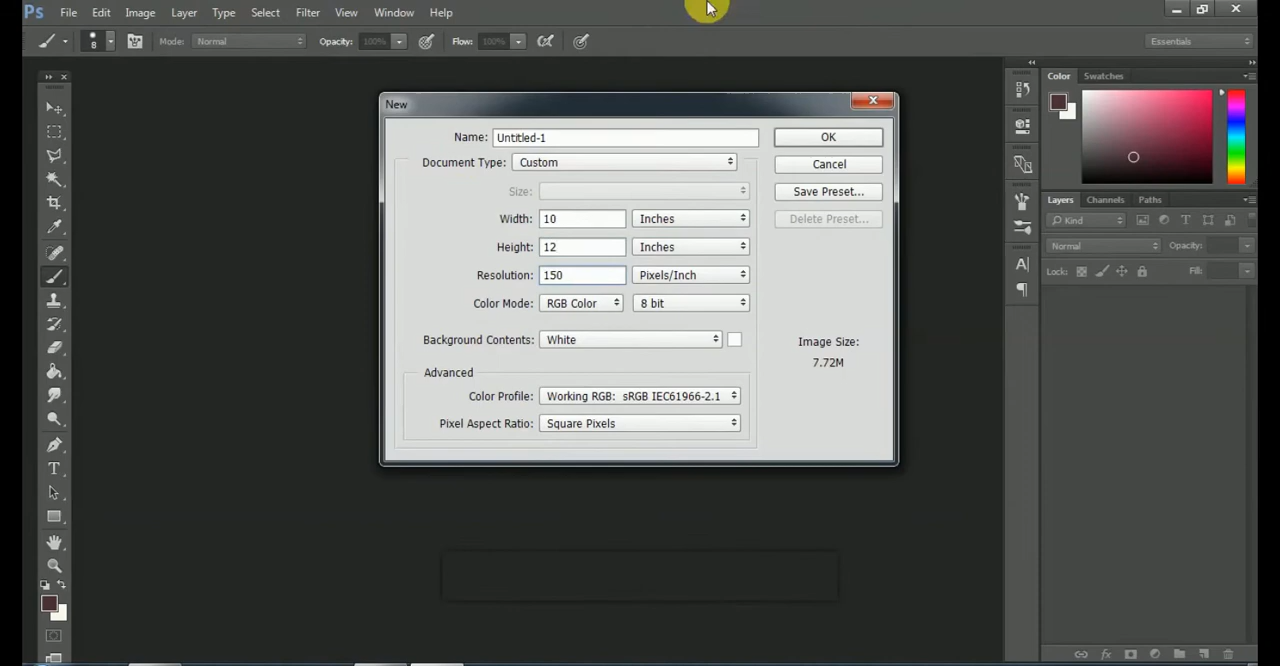 Ps File Edit Image Layer Type Select Filter View Window Help
8 Mode: Normal Opacity: 100% Flow: 100% Essentials
New
Name: Untitled-1 OK
Document Type: Custom Cancel
Size: Save Preset...
Width: 10 Inches Delete Preset...
Height: 12 Inches
Resolution: 150 Pixels/Inch
Color Mode: RGB Color 8 bit
Background Contents: White
Image Size:
7.72M
Advanced
Color Profile: Working RGB: sRGB IEC61966-2.1
Pixel Aspect Ratio: Square Pixels
Color Swatches
Layers Channels Paths
Kind
Normal Opacity:
Lock: Fill: